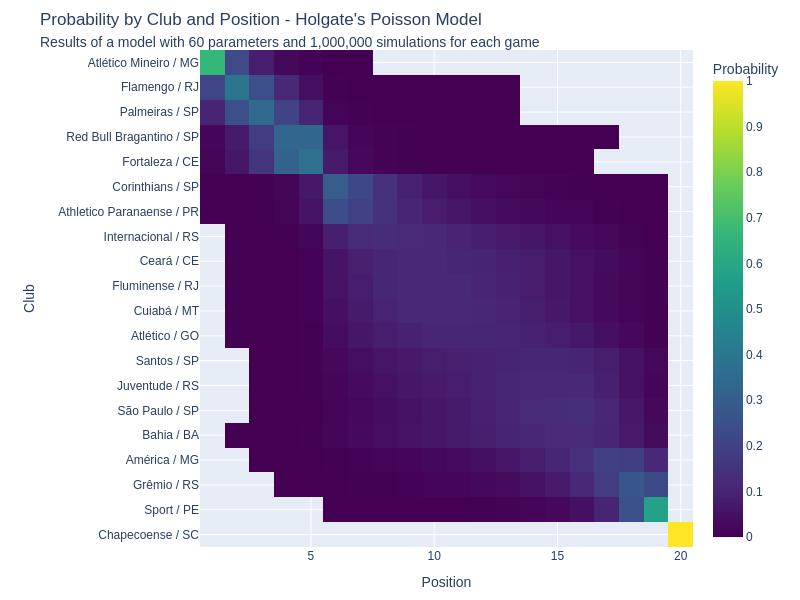 Probability by Club and Position - Holgate's Poisson Model
Results of a model with 60 parameters and 1,000,000 simulations for each game
Probability
Club
Atlético Mineiro / MG
Flamengo / RJ
Palmeiras / SP
Red Bull Bragantino / SP
Fortaleza / CE
Corinthians / SP
Athletico Paranaense / PR
Internacional / RS
Ceará / CE
Fluminense / RJ
Cuiabá / MT
Atlético / GO
Santos / SP
Juventude / RS
São Paulo / SP
Bahia / BA
América / MG
Grêmio / RS
Sport / PE
Chapecoense / SC
1
0.9
0.8
0.7
0.6
0.5
0.4
0.3
0.2
0.1
0
5 10 15 20
Position